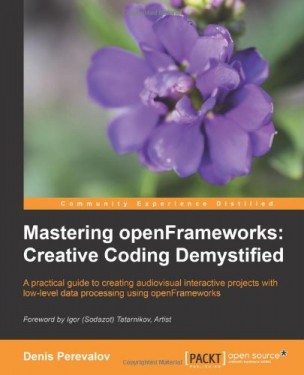 Community Experience Distilled
Mastering openFrameworks:
Creative Coding Demystified
A practical guide to creating audiovisual interactive projects with
low-level data processing using openFrameworks
Foreword by Igor (Sodazot) Tatarnikov, Artist
Denis Perevalov
[PACKT] open source*
PUBLISHING